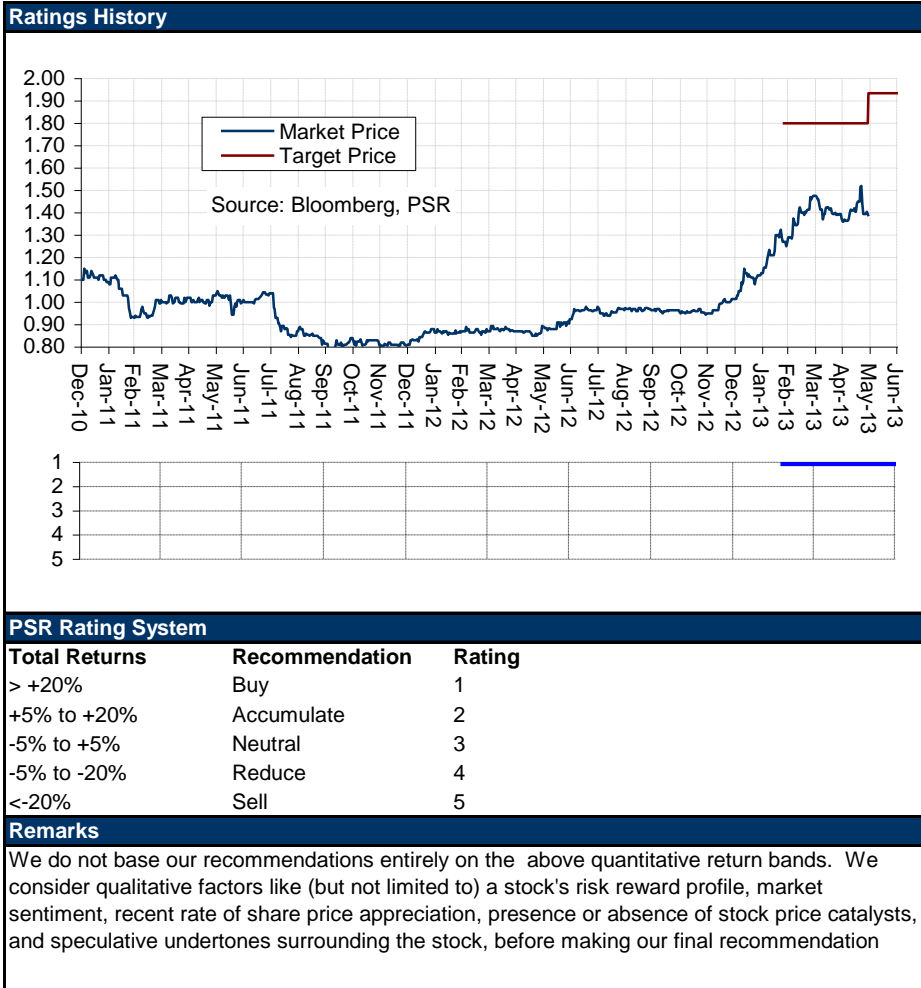 Ratings History
2.00
1.90
1.80
1.70
1.60
1.50
1.40
1.30
1.20
1.10
1.00
0.90
0.80
Market Price
Target Price
Source: Bloomberg, PSR
Dec-10
Jan-11
Feb-11
Mar-11
Apr-11
May-11
Jun-11
Jul-11
Aug-11
Sep-11
Oct-11
Nov-11
Dec-11
Jan-12
Feb-12
Mar-12
Apr-12
May-12
Jun-12
Jul-12
Aug-12
Sep-12
Oct-12
Nov-12
Dec-12
Jan-13
Feb-13
Mar-13
Apr-13
May-13
Jun-13
1
2
3
4
5
PSR Rating System
Total Returns Recommendation Rating
> +20% Buy 1
+5% to +20% Accumulate 2
-5% to +5% Neutral 3
-5% to -20% Reduce 4
<-20% Sell 5
Remarks
We do not base our recommendations entirely on the above quantitative return bands. We
consider qualitative factors like (but not limited to) a stock's risk reward profile, market
sentiment, recent rate of share price appreciation, presence or absence of stock price catalysts,
and speculative undertones surrounding the stock, before making our final recommendation